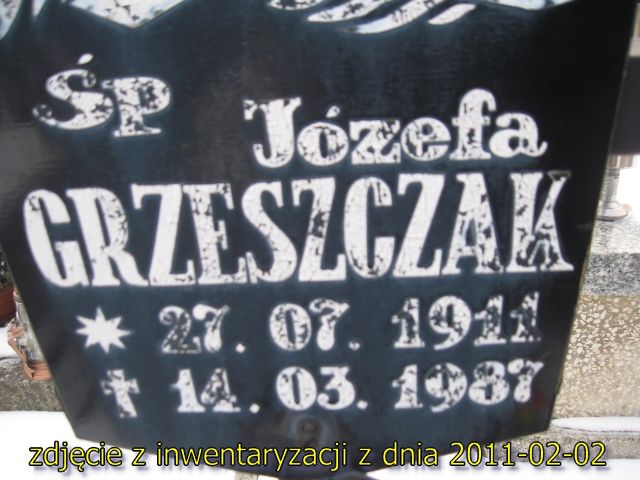 ŚP
Józefa
GRZESZCZAK
27. 07. 1911
14. 03. 1987
zdjęcie z inwentaryzacji z dnia 2011-02-02